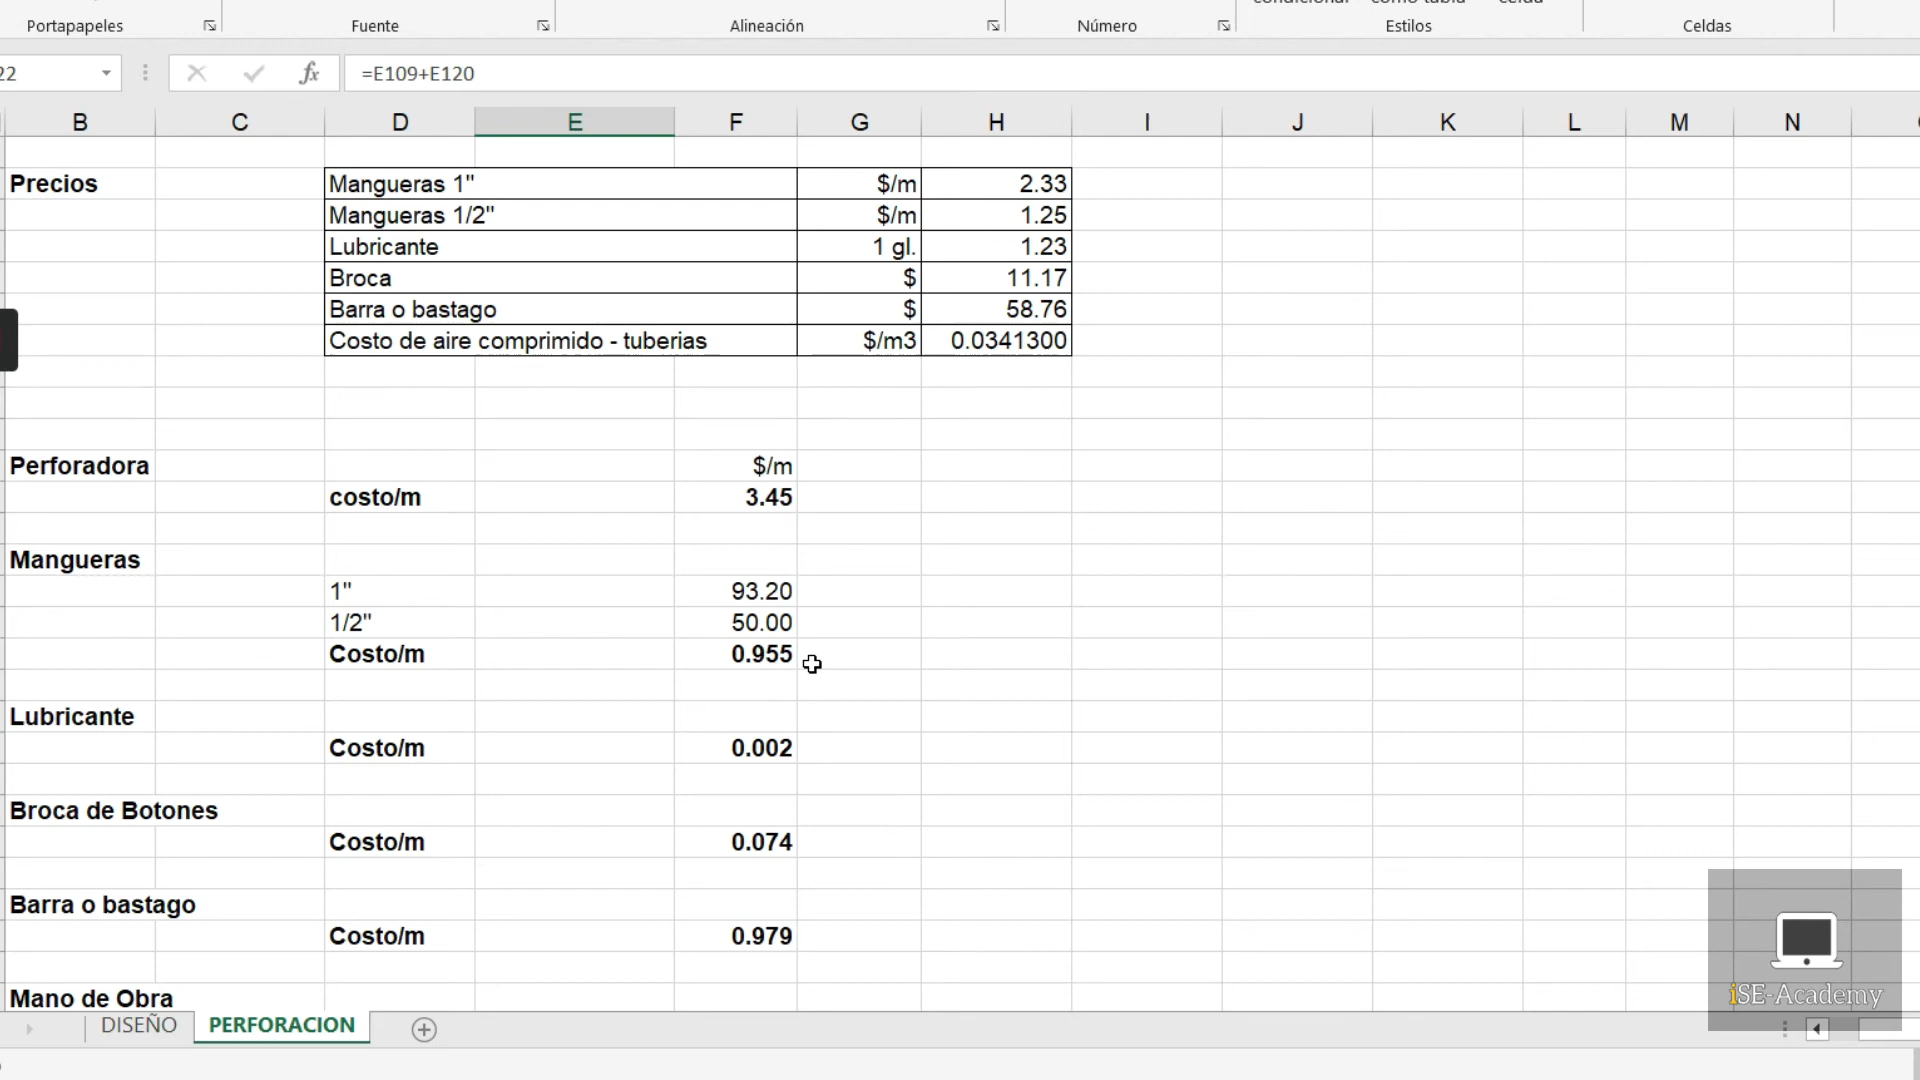 Portapapeles Fuente Alineación Número Estilos Celdas
22 fx =E109+E120
B C D E F G H I J K L M N
Precios Mangueras 1" $/m 2.33
Mangueras 1/2" $/m 1.25
Lubricante 1 gl. 1.23
Broca $ 11.17
Barra o bastago $ 58.76
Costo de aire comprimido - tuberias $/m3 0.0341300
Perforadora $/m
costo/m 3.45
Mangueras
1" 93.20
1/2" 50.00
Costo/m 0.955
Lubricante
Costo/m 0.002
Broca de Botones
Costo/m 0.074
Barra o bastago
Costo/m 0.979
Mano de Obra
iSE-Academy
DISEÑO PERFORACION